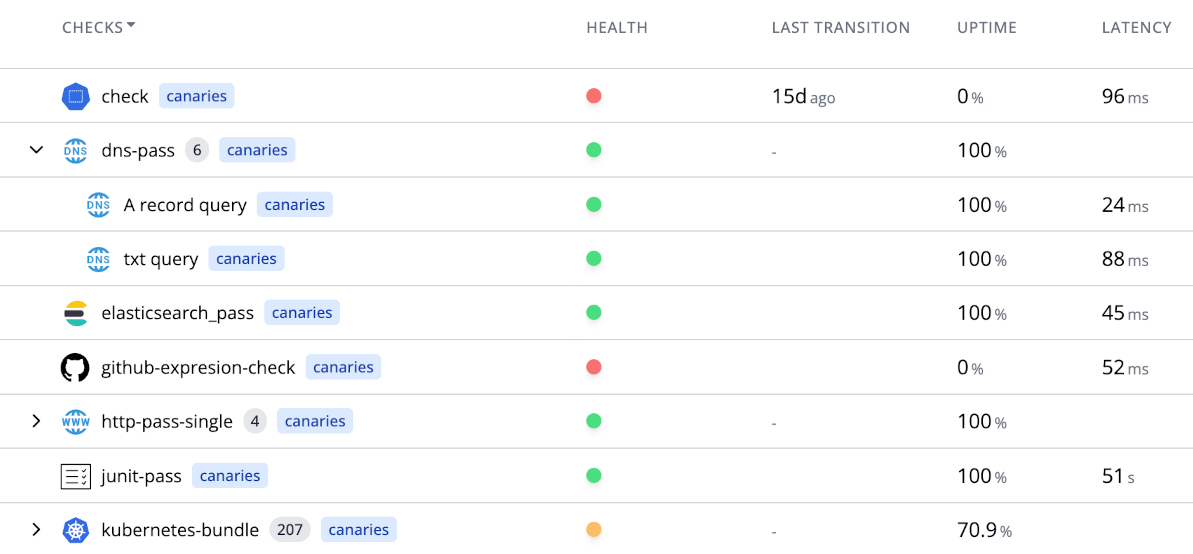 CHECKS HEALTH LAST TRANSITION UPTIME LATENCY
check canaries 15d ago 0 % 96 ms
DNS dns-pass 6 canaries - 100 %
DNS A record query canaries 100 % 24 ms
DNS txt query canaries 100 % 88 ms
elasticsearch_pass canaries 100 % 45 ms
github-expresion-check canaries 0 % 52 ms
WWW http-pass-single 4 canaries - 100 %
junit-pass canaries 100 % 51 s
kubernetes-bundle 207 canaries - 70.9 %